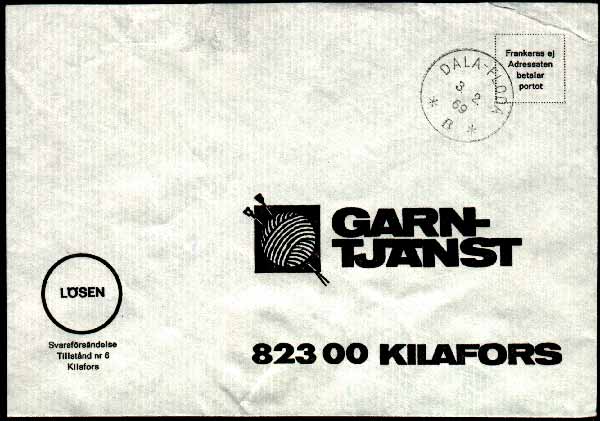 Frankeras ej
Adressaten
betalar
portot
DALA-FLODA
3 2
69
* B *
GARN-
TJÄNST
LÖSEN
Svarsförsändelse
Tillstånd nr 6
Kilafors
823 00 KILAFORS